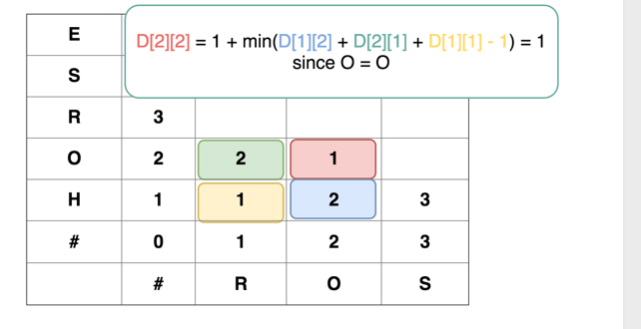 E
D[2][2] = 1 + min(D[1][2] + D[2][1] + D[1][1] - 1) = 1
since O = O
S
R 3
O 2 2 1
H 1 1 2 3
# 0 1 2 3
# R O S